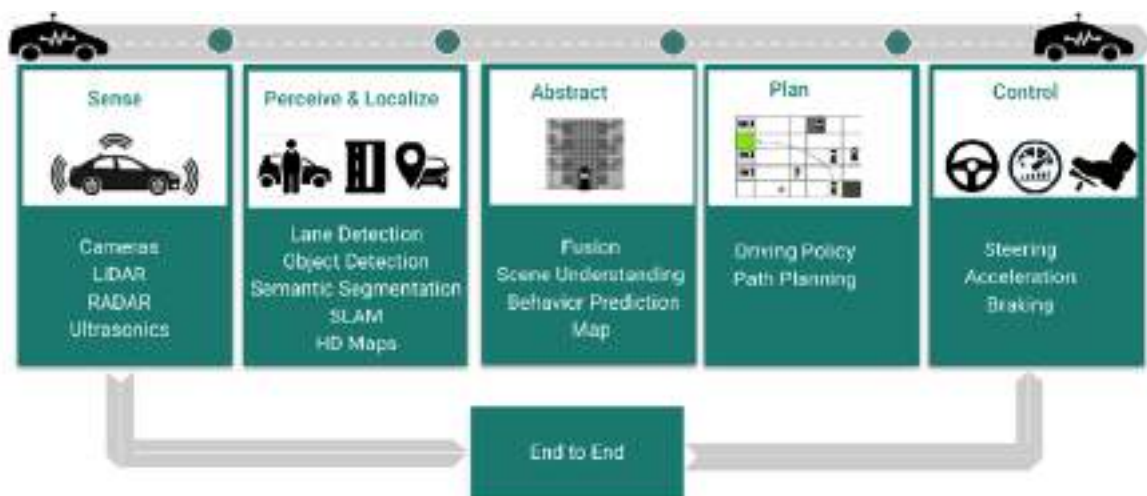 Sense
Cameras
LiDAR
RADAR
Ultrasonics
Perceive & Localize
Lane Detection
Object Detection
Semantic Segmentation
SLAM
HD Maps
Abstract
Fusion
Scene Understanding
Behavior Prediction
Map
Plan
Driving Policy
Path Planning
Control
Steering
Acceleration
Braking
End to End